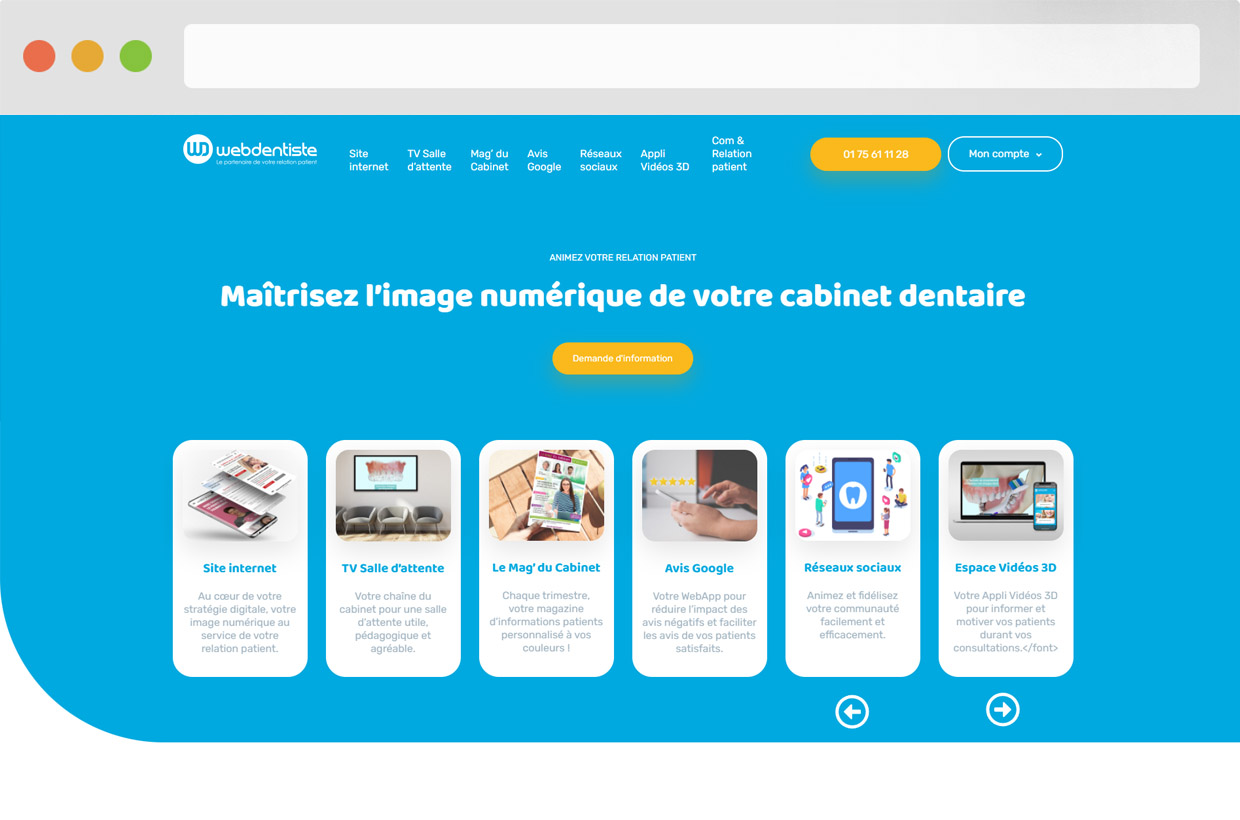 webdentiste
Le partenaire de votre relation patient
Site
internet
TV Salle
d'attente
Mag' du
Cabinet
Avis
Google
Réseaux
sociaux
Appli
Vidéos 3D
Com &
Relation
patient
01 75 61 11 28
Mon compte
ANIMEZ VOTRE RELATION PATIENT
Maîtrisez l'image numérique de votre cabinet dentaire
Demande d'information
Site internet
Au cœur de votre
stratégie digitale, votre
image numérique au
service de votre
relation patient.
TV Salle d'attente
Votre chaîne du
cabinet pour une salle
d'attente utile,
pédagogique et
agréable.
Le Mag' du Cabinet
Chaque trimestre,
votre magazine
d'informations patients
personnalisé à vos
couleurs !
Avis Google
Votre WebApp pour
réduire l'impact des
avis négatifs et faciliter
les avis de vos patients
satisfaits.
Réseaux sociaux
Animez et fidélisez
votre communauté
facilement et
efficacement.
Espace Vidéos 3D
Votre Appli Vidéos 3D
pour informer et
motiver vos patients
durant vos
consultations.</font>